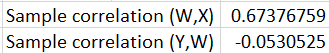 Sample correlation (W,X) 0.67376759
Sample correlation (Y,W) -0.0530525